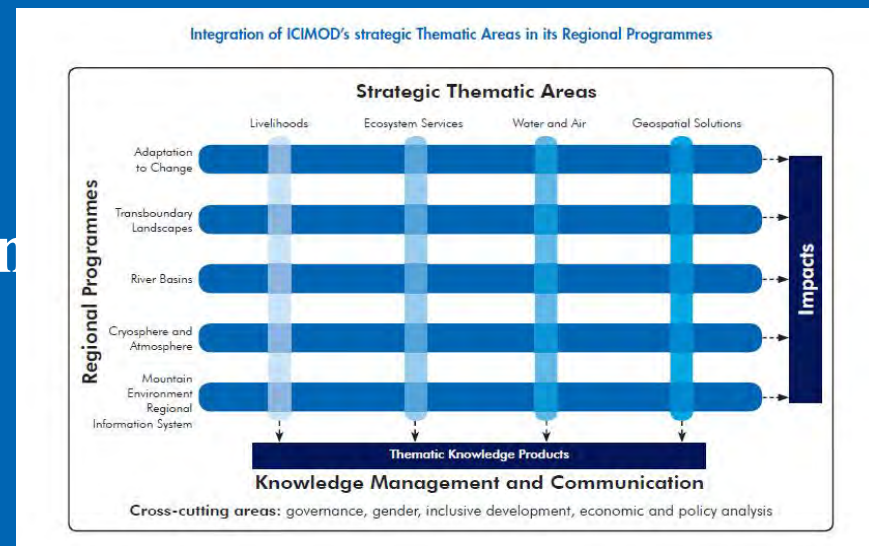 Integration of ICIMOD's strategic Thematic Areas in its Regional Programmes
Strategic Thematic Areas
Livelihoods
Ecosystem Services
Water and Air
Geospatial Solutions
Regional Programmes
Adaptation
to Change
Transboundary
Landscapes
River Basins
Cryosphere and
Atmosphere
Mountain
Environment
Regional
Information System
Impacts
Thematic Knowledge Products
Knowledge Management and Communication
Cross-cutting areas: governance, gender, inclusive development, economic and policy analysis